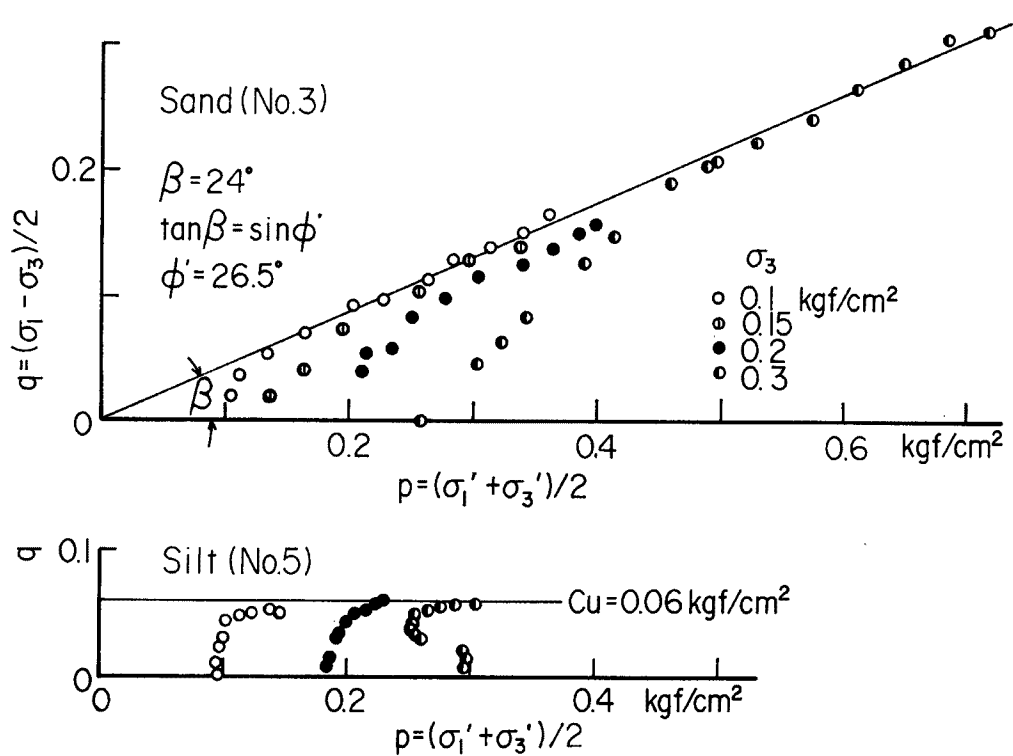 Sand (No.3)
β=24°
tanβ=sinϕ'
ϕ'=26.5°
q=(σ₁-σ₃)/2
0.2
0
β
σ₃
0.1 kgf/cm²
0.15
0.2
0.3
0.2
0.4
0.6
kgf/cm²
p=(σ₁'+σ₃')/2
q
0.1
0
Silt (No.5)
Cu=0.06kgf/cm²
0
0.2
0.4
kgf/cm²
p=(σ₁'+σ₃')/2